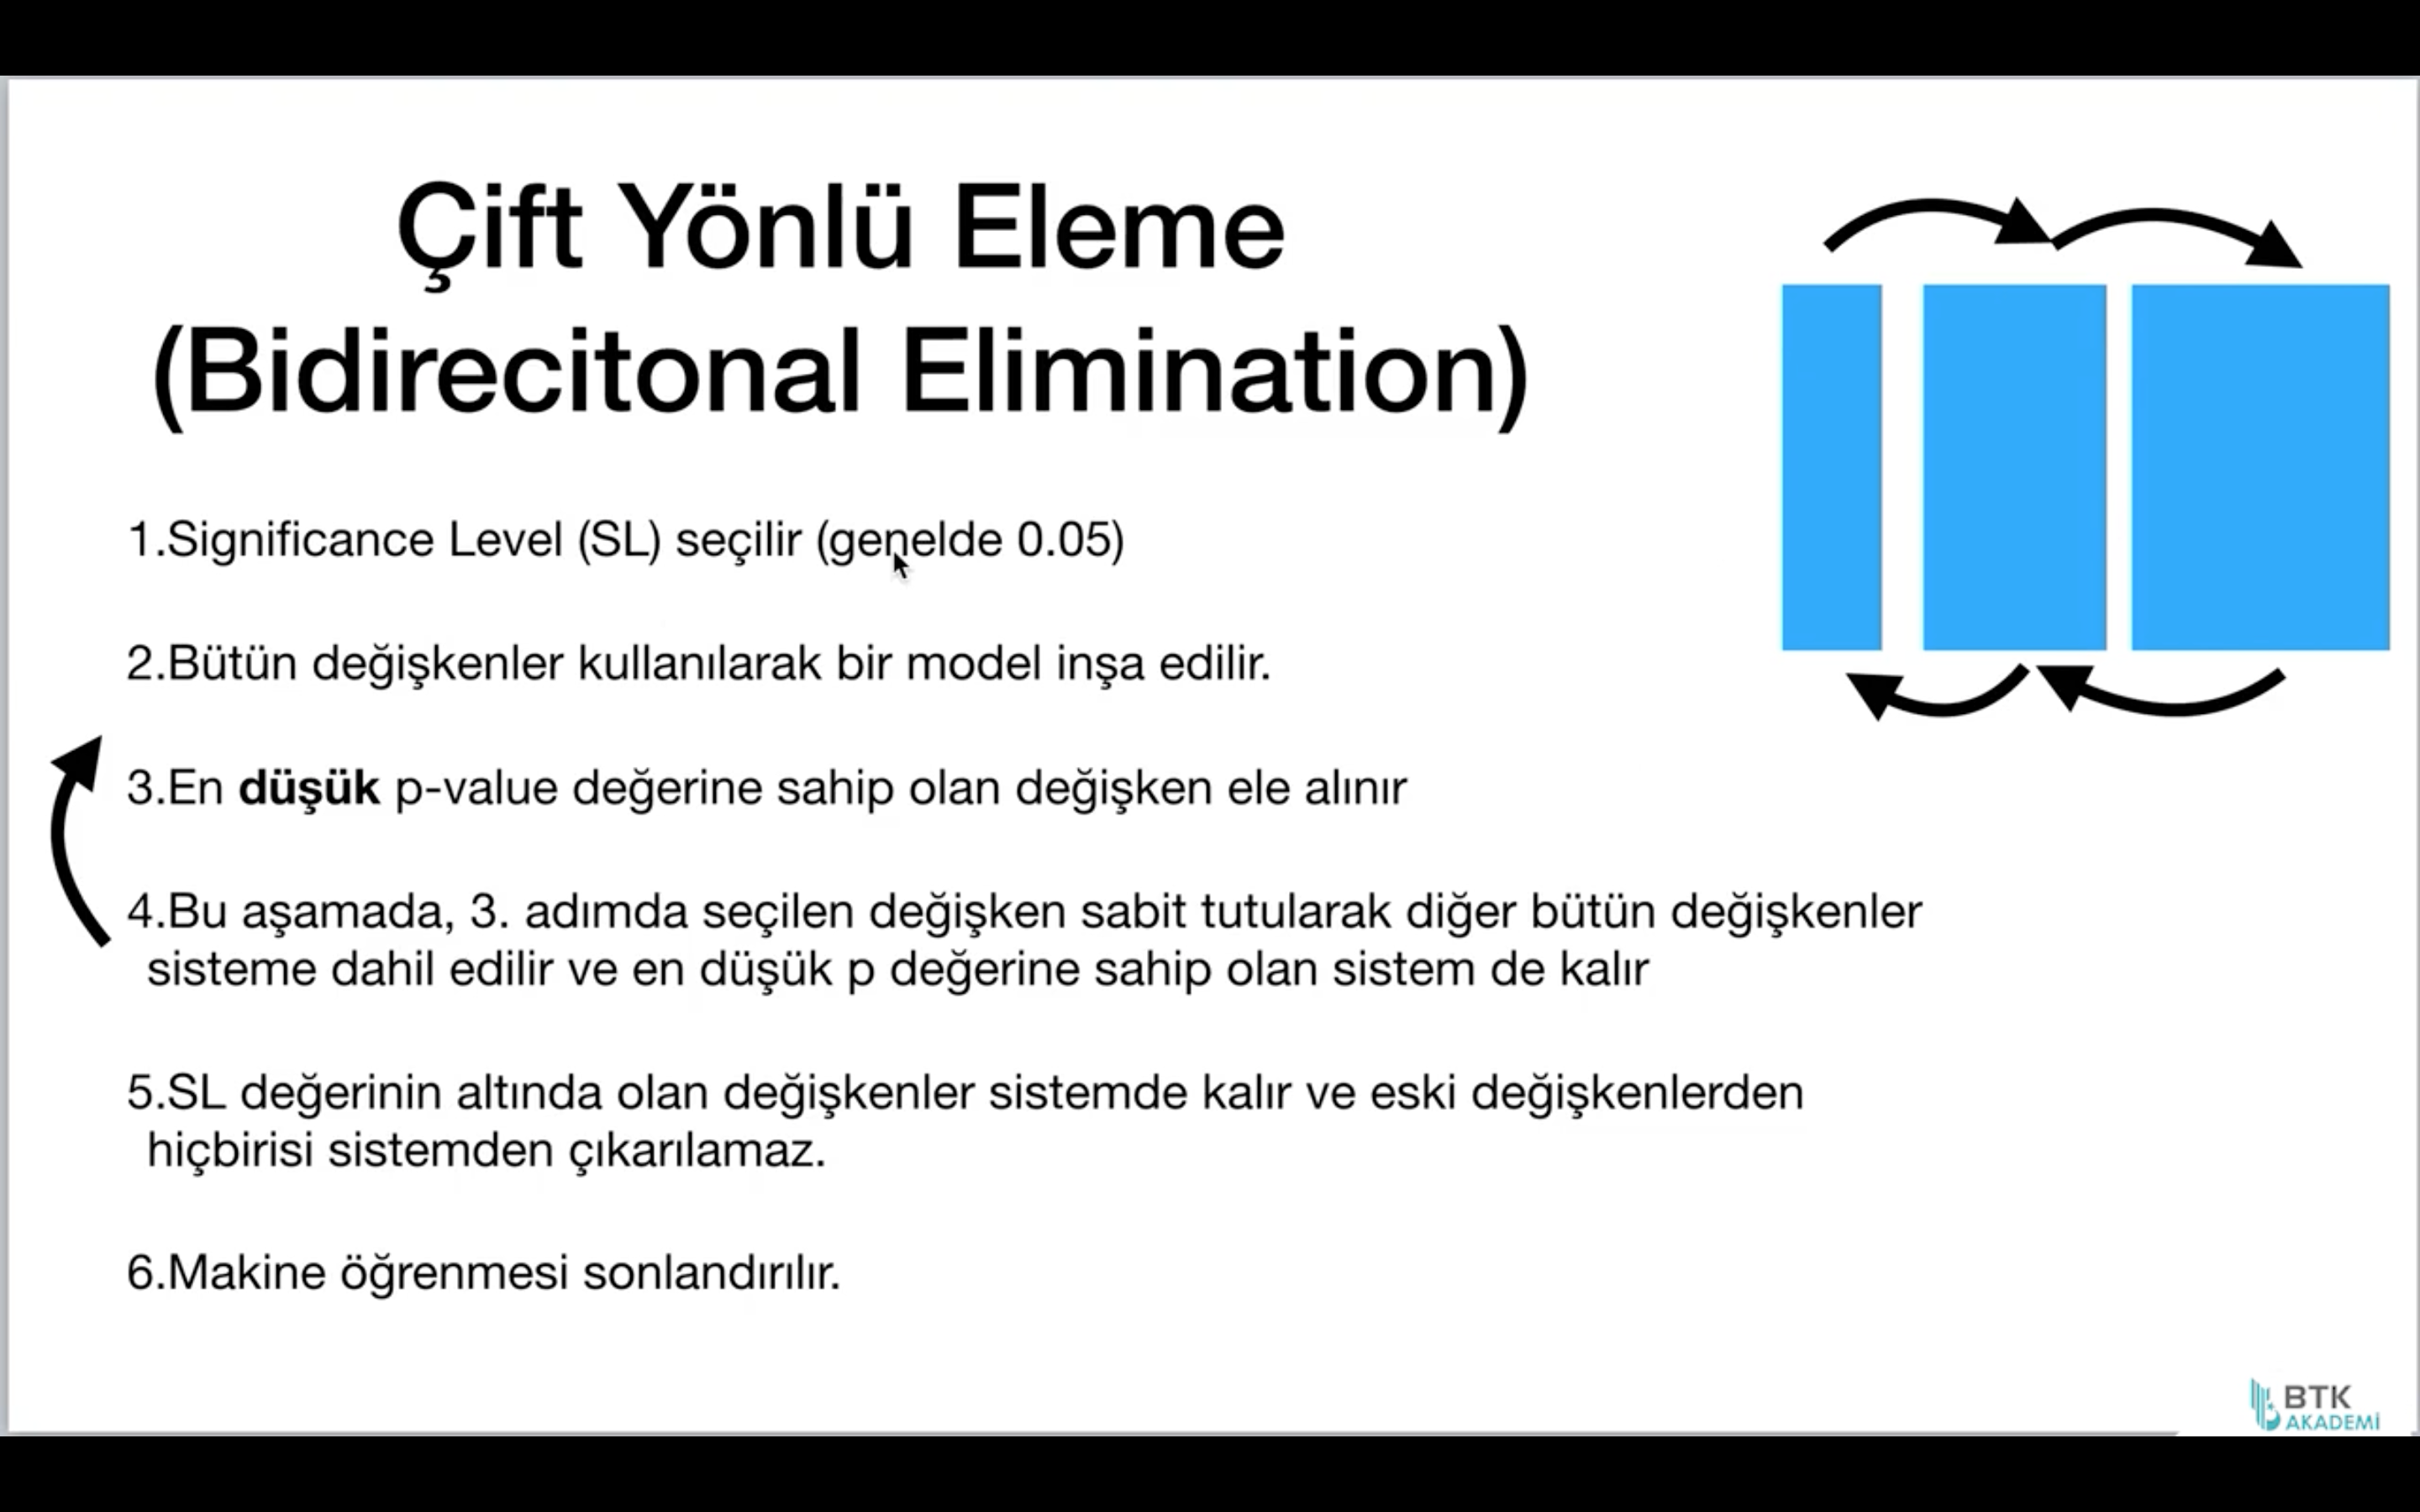 Çift Yönlü Eleme
(Bidirecitonal Elimination)
1.Significance Level (SL) seçilir (genelde 0.05)
2.Bütün değişkenler kullanılarak bir model inşa edilir.
3.En düşük p-value değerine sahip olan değişken ele alınır
4.Bu aşamada, 3. adımda seçilen değişken sabit tutularak diğer bütün değişkenler
sisteme dahil edilir ve en düşük p değerine sahip olan sistem de kalır
5.SL değerinin altında olan değişkenler sistemde kalır ve eski değişkenlerden
hiçbirisi sistemden çıkarılamaz.
6.Makine öğrenmesi sonlandırılır.
BTK
AKADEMİ